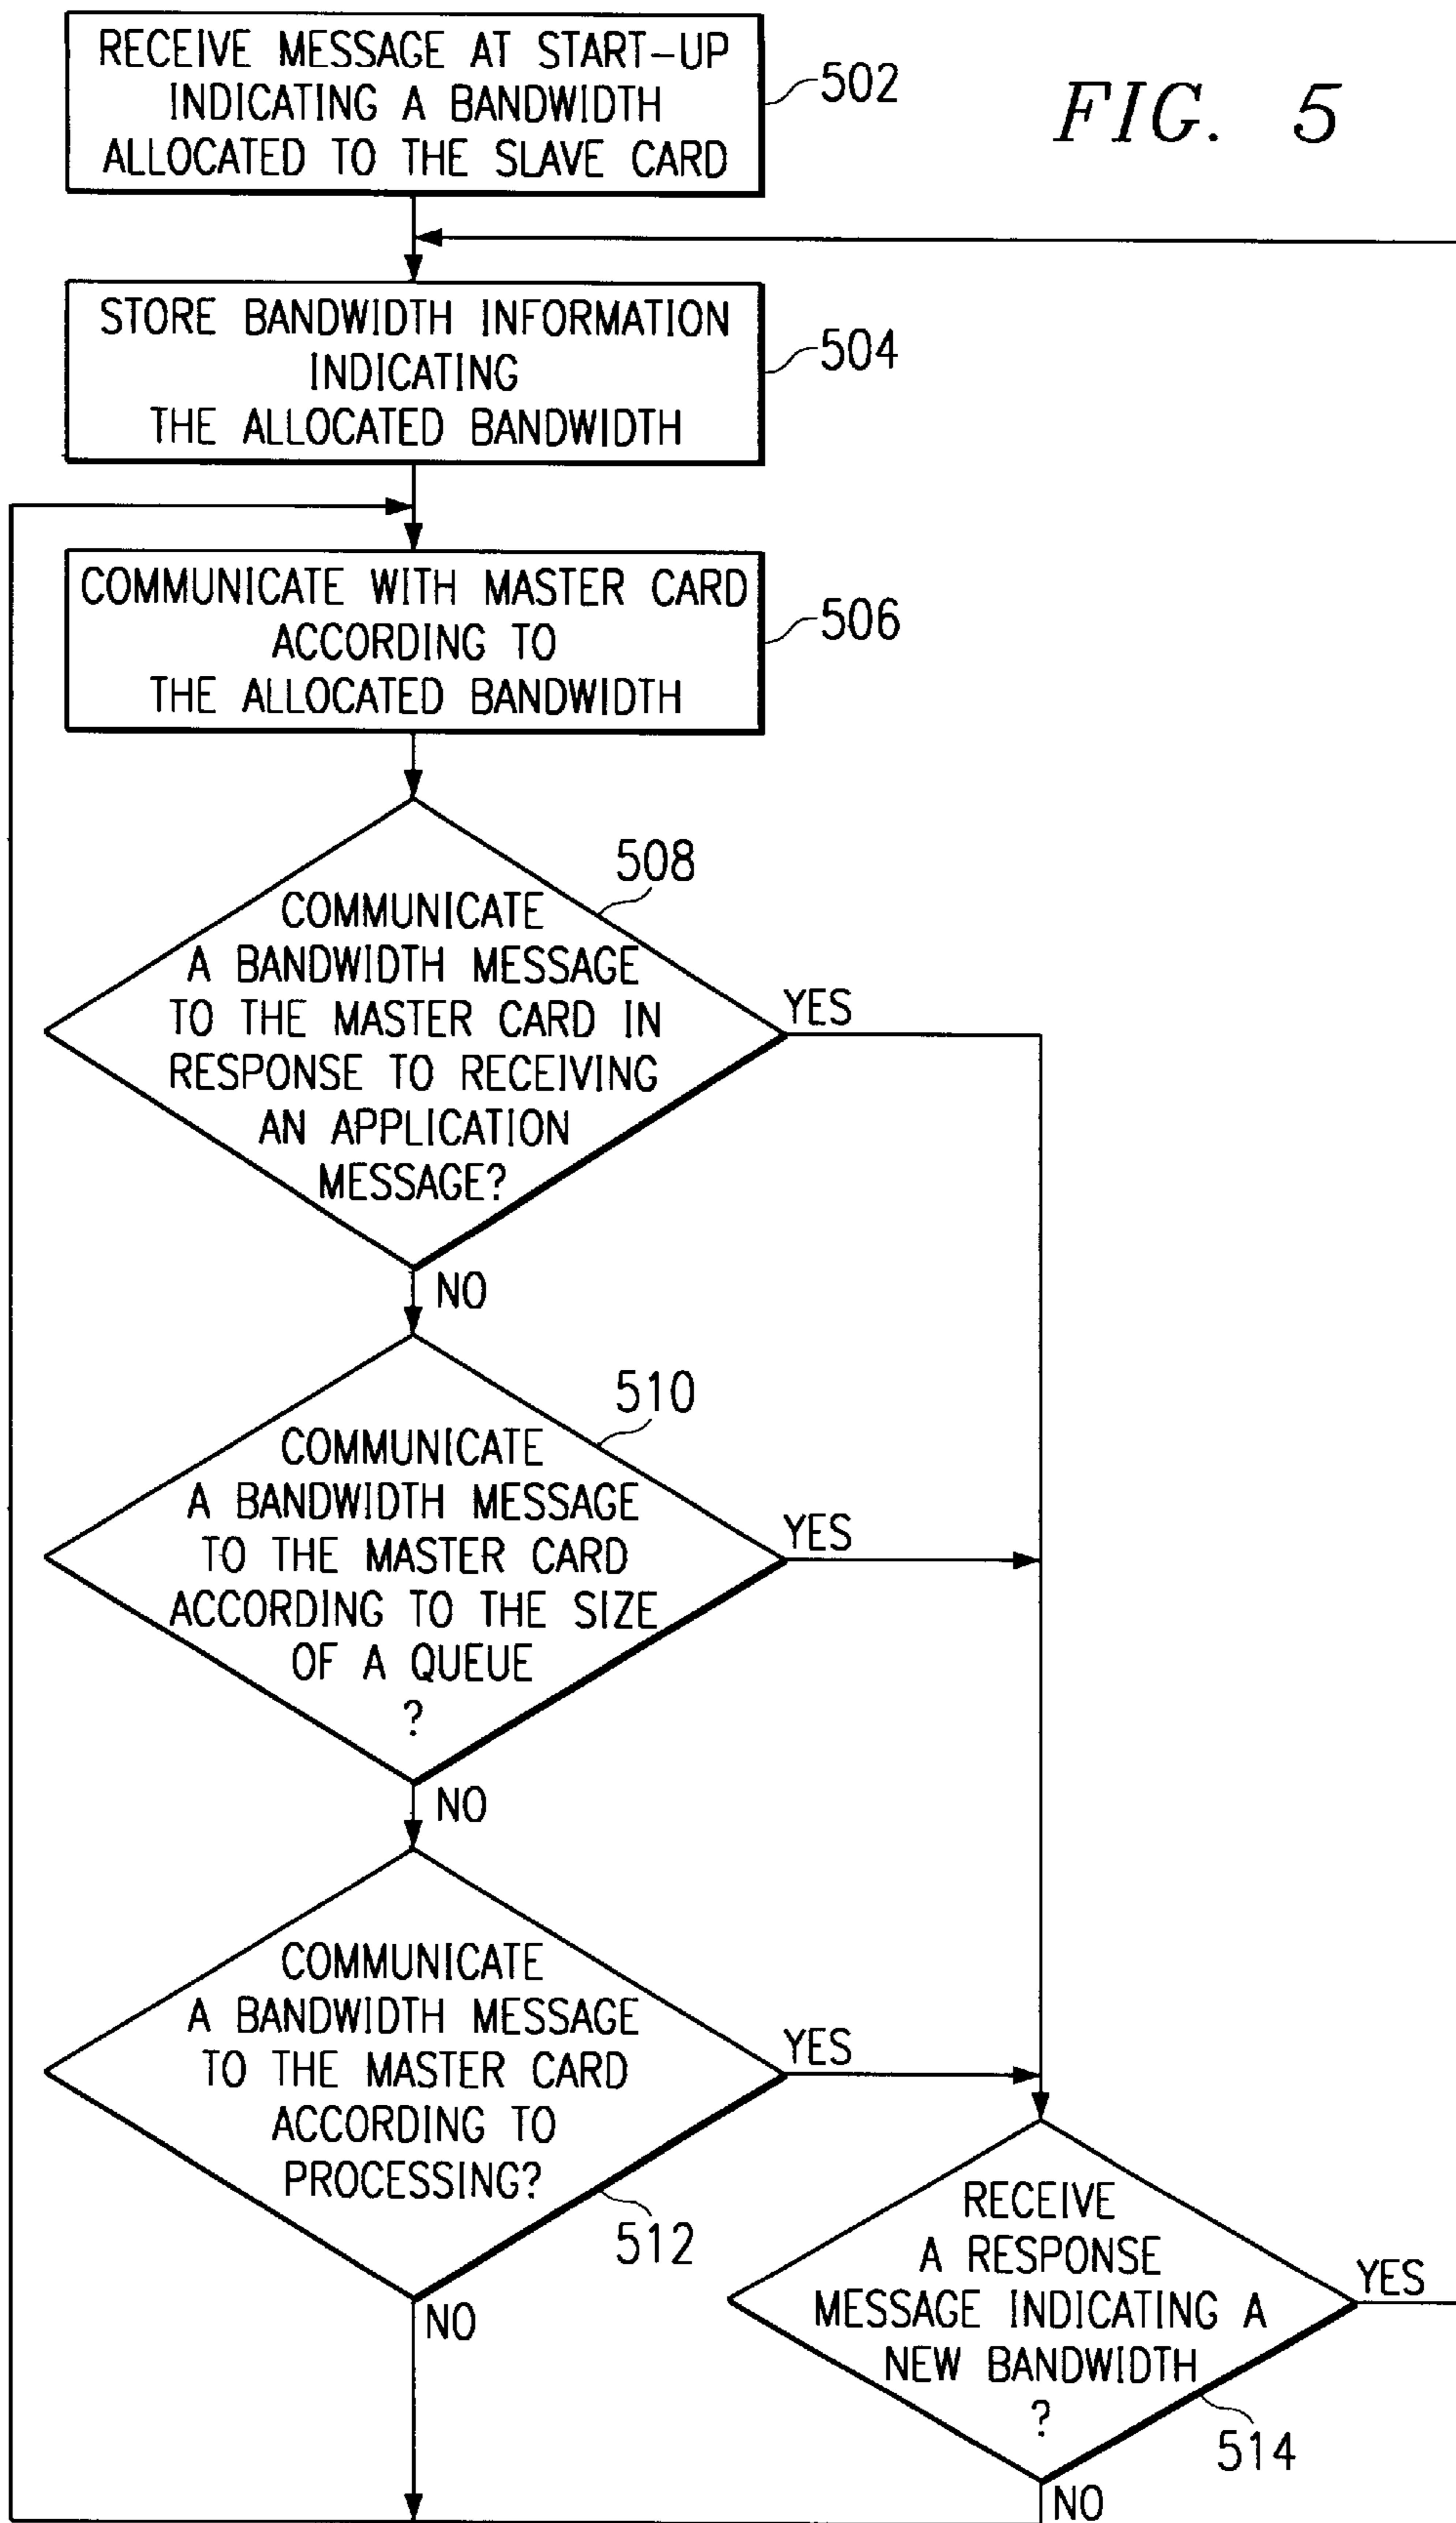 RECEIVE MESSAGE AT START-UP
INDICATING A BANDWIDTH
ALLOCATED TO THE SLAVE CARD
502
FIG. 5
STORE BANDWIDTH INFORMATION
INDICATING
THE ALLOCATED BANDWIDTH
504
COMMUNICATE WITH MASTER CARD
ACCORDING TO
THE ALLOCATED BANDWIDTH
506
508
COMMUNICATE
A BANDWIDTH MESSAGE
TO THE MASTER CARD IN
RESPONSE TO RECEIVING
AN APPLICATION
MESSAGE?
YES
NO
510
COMMUNICATE
A BANDWIDTH MESSAGE
TO THE MASTER CARD
ACCORDING TO THE SIZE
OF A QUEUE
?
YES
NO
COMMUNICATE
A BANDWIDTH MESSAGE
TO THE MASTER CARD
ACCORDING TO
PROCESSING?
YES
512
NO
RECEIVE
A RESPONSE
MESSAGE INDICATING A
NEW BANDWIDTH
?
YES
514
NO